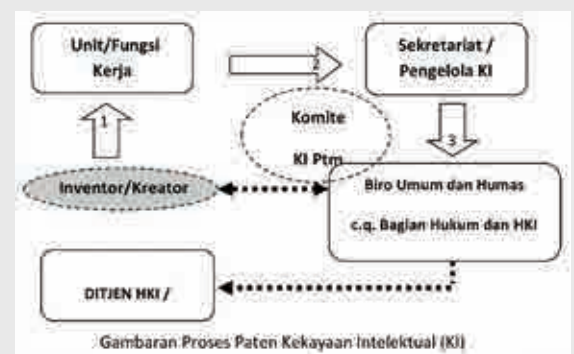 Unit/Fungsi
Kerja
2
Sekretariat /
Pengelola KI
1
Komite
KI Ptm
3
Inventor/Kreator
Biro Umum dan Humas
c.q. Bagian Hukum dan HKI
DITJEN HKI /
Gambaran Proses Paten Kekayaan Intelektual (KI)